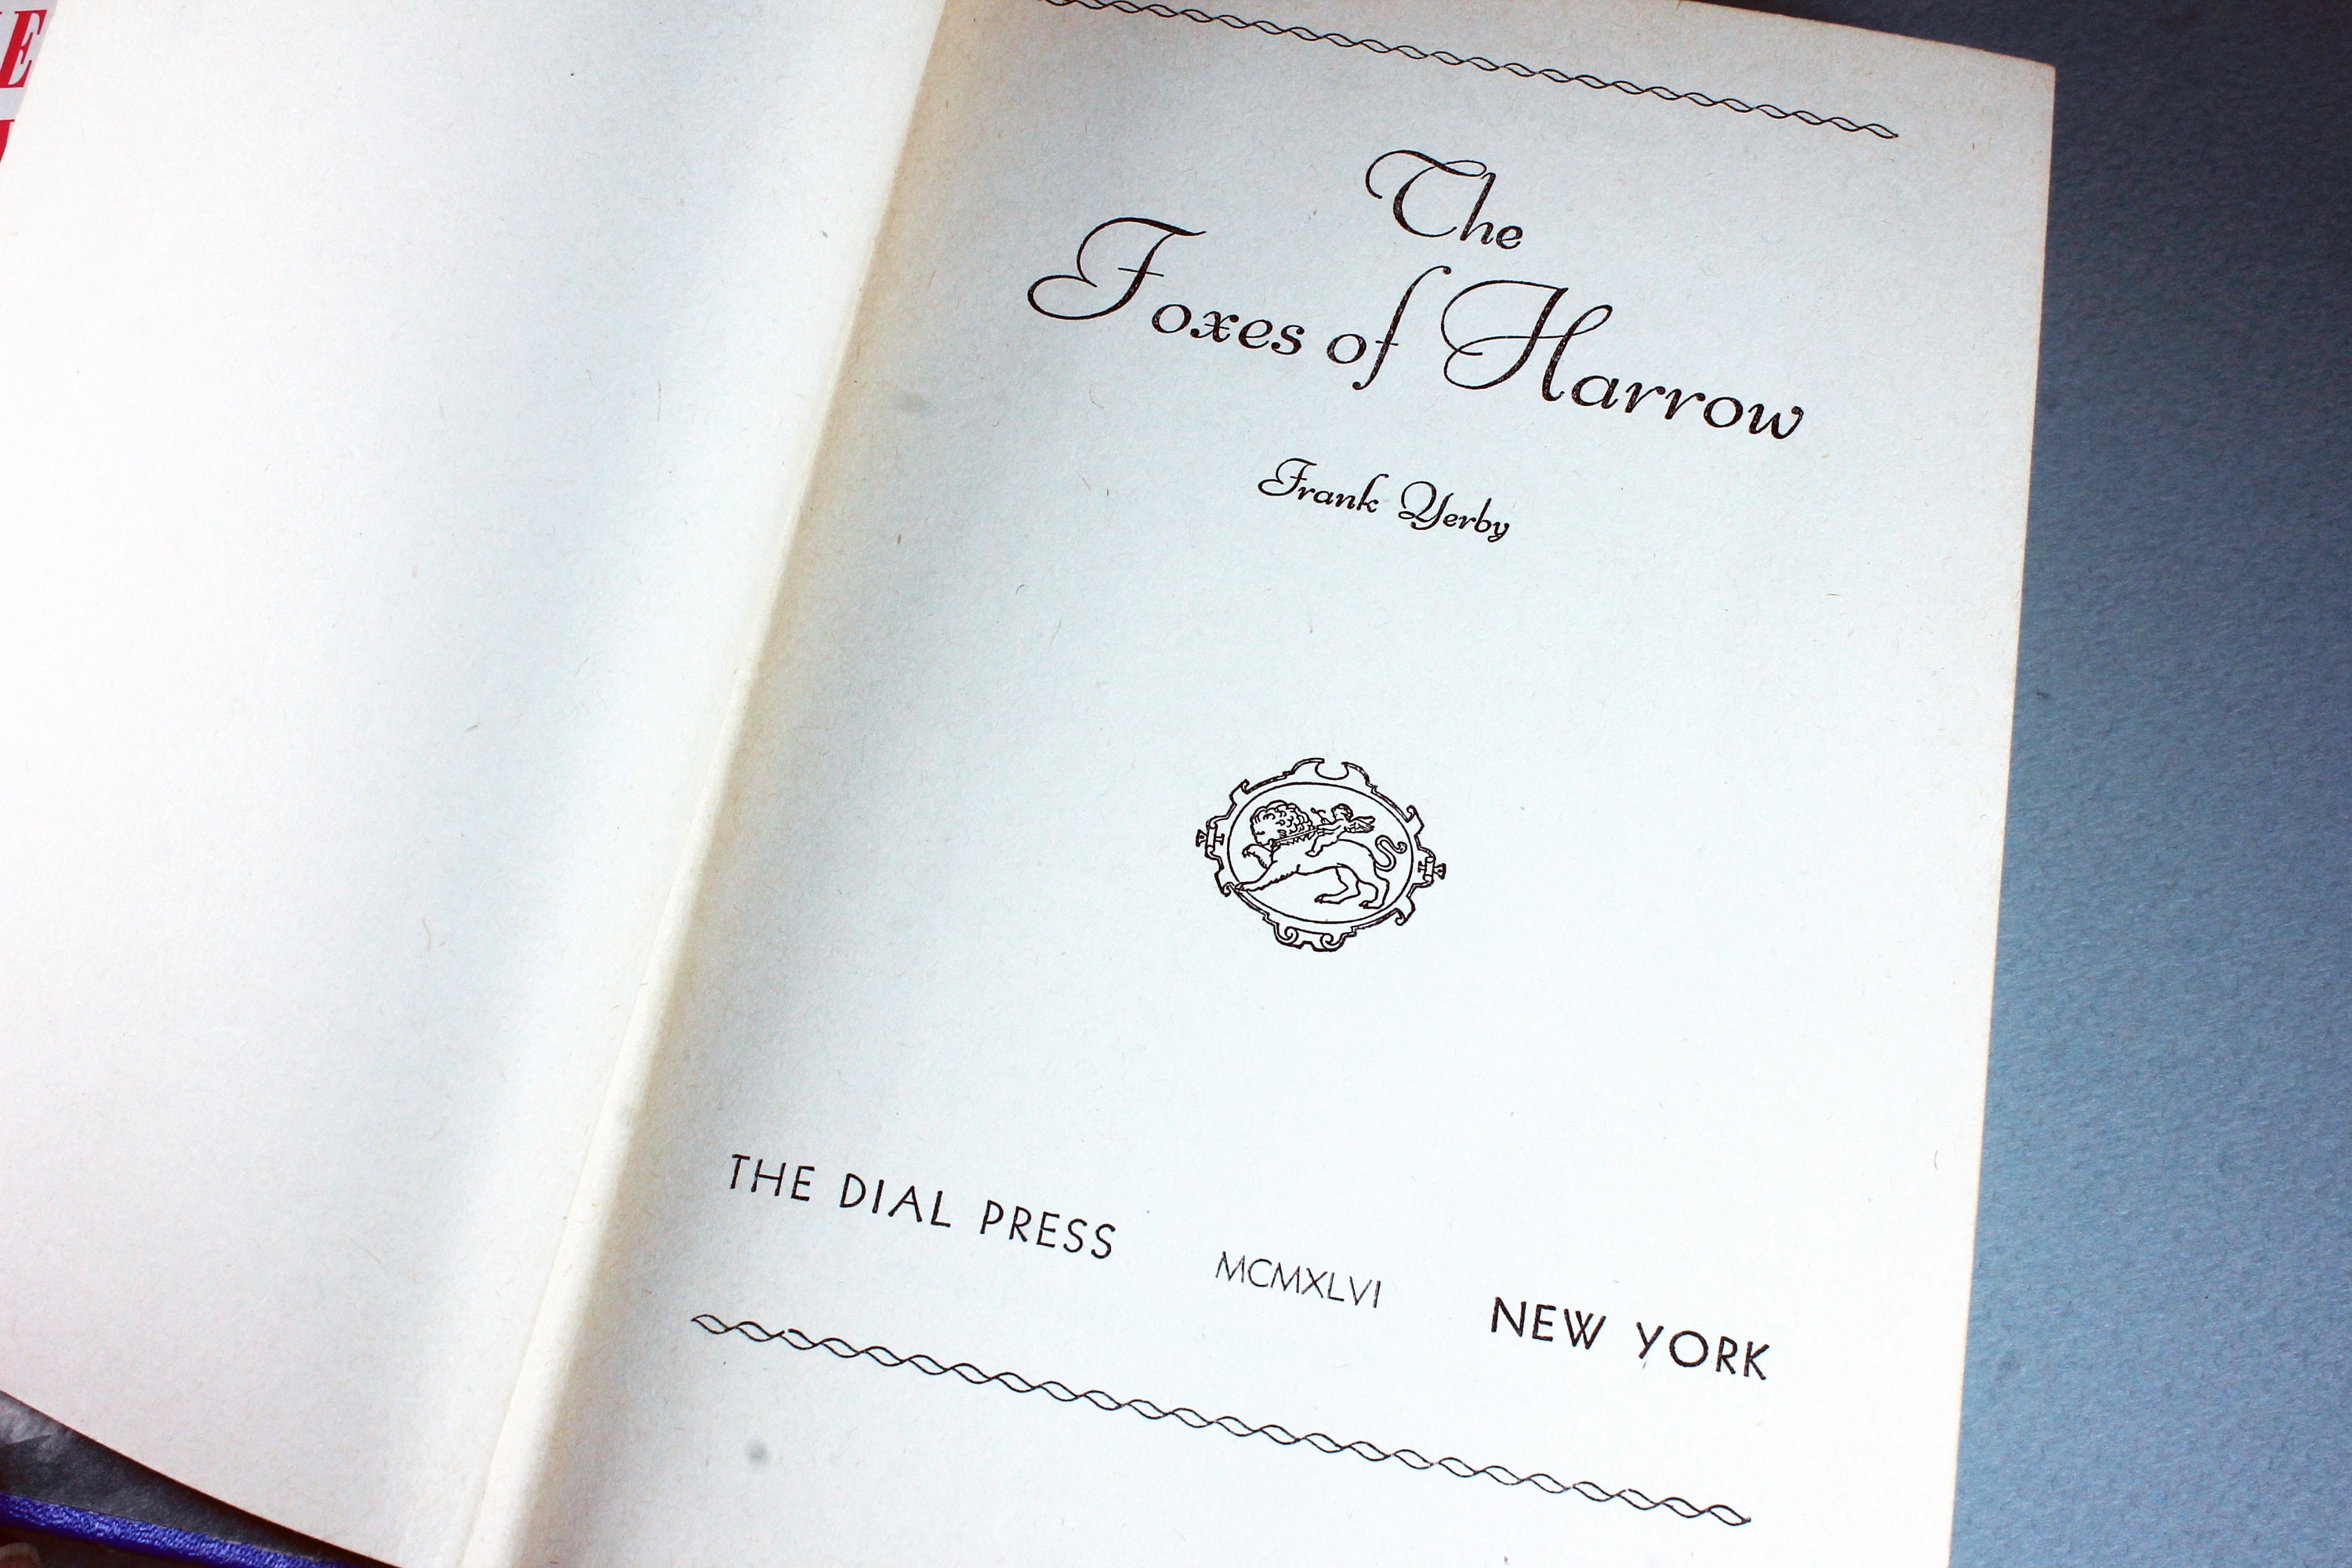 The
Foxes of Harrow
Frank Yerby
THE DIAL PRESS MCMXLVI NEW YORK